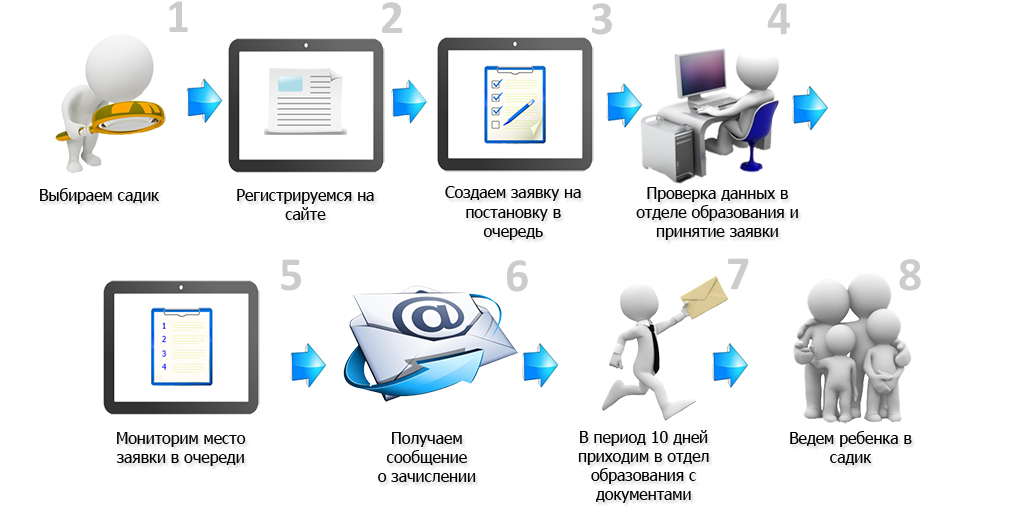 1
2
3
4
Выбираем садик
Регистрируемся на
сайте
Создаем заявку на
постановку в
очередь
Проверка данных в
отделе образования и
принятие заявки
5
6
7
8
1
2
3
4
@
Мониторим место
заявки в очереди
Получаем
сообщение
о зачислении
В период 10 дней
приходим в отдел
образования с
документами
Ведем ребенка в
садик